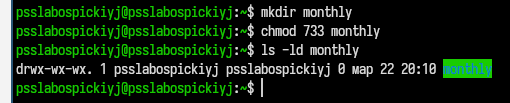 psslabospickiyj@psslabospickiyj:~$ mkdir monthly
psslabospickiyj@psslabospickiyj:~$ chmod 733 monthly
psslabospickiyj@psslabospickiyj:~$ ls -ld monthly
drwx-wx-wx. 1 psslabospickiyj psslabospickiyj 0 мар 22 20:10 monthly
psslabospickiyj@psslabospickiyj:~$